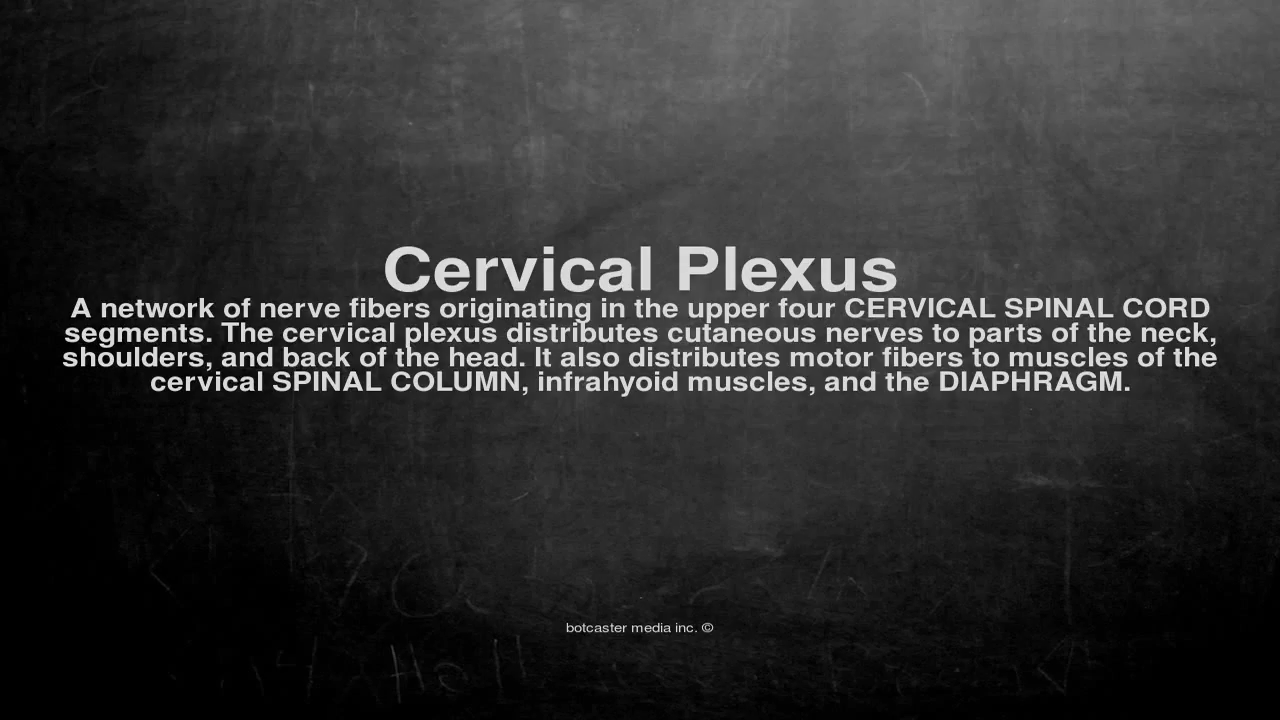 Cervical Plexus
A network of nerve fibers originating in the upper four CERVICAL SPINAL CORD
segments. The cervical plexus distributes cutaneous nerves to parts of the neck,
shoulders, and back of the head. It also distributes motor fibers to muscles of the
cervical SPINAL COLUMN, infrahyoid muscles, and the DIAPHRAGM.
botcaster media inc. ©